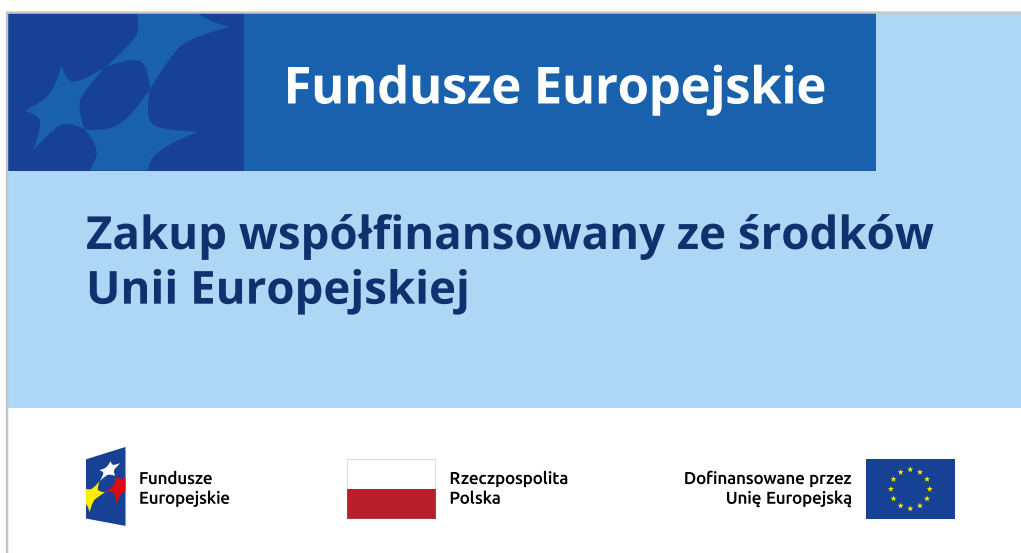 Fundusze Europejskie
Zakup współfinansowany ze środków
Unii Europejskiej
Fundusze
Europejskie
Rzeczpospolita
Polska
Dofinansowane przez
Unię Europejską